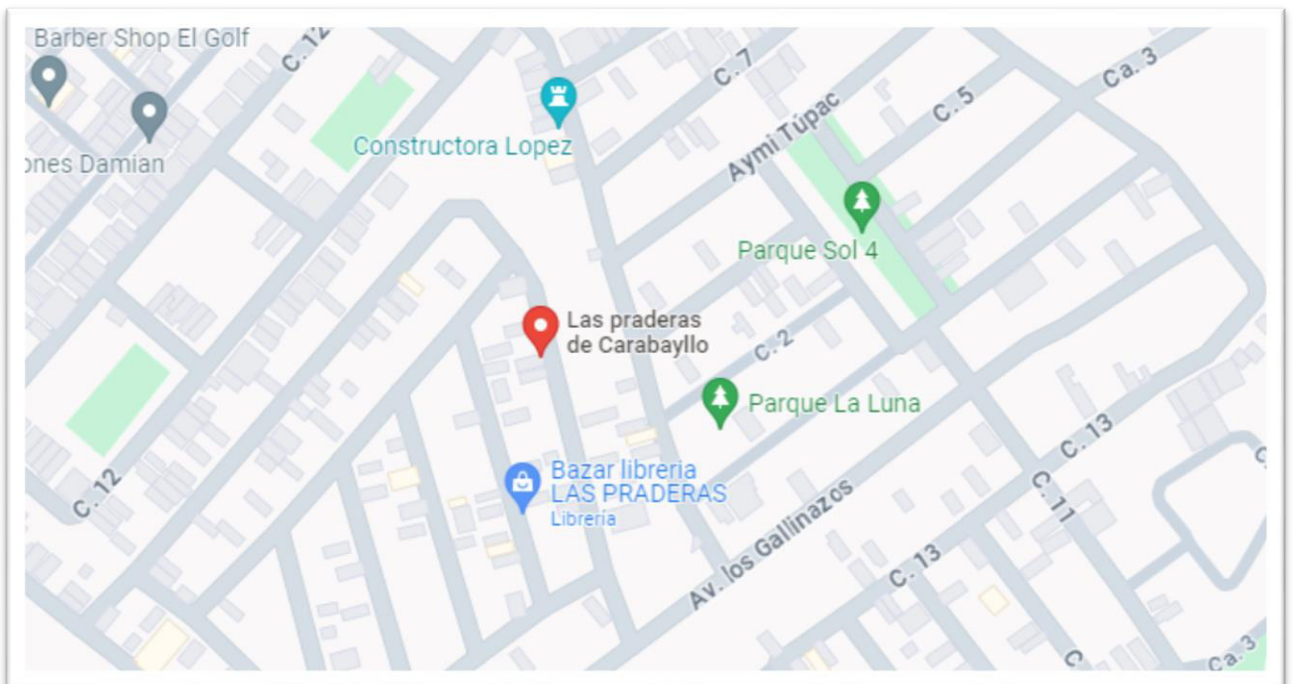 Barber Shop El Golf
C. 12
C. 7
Ca. 3
C. 5
Aymi Túpac
Constructora Lopez
ones Damian
Parque Sol 4
Las praderas
de Carabayllo
C. 2
Parque La Luna
C. 13
Bazar libreria
LAS PRADERAS
Librería
C. 12
C. 11
Av. los Gallinazos
C. 13
Ca. 3